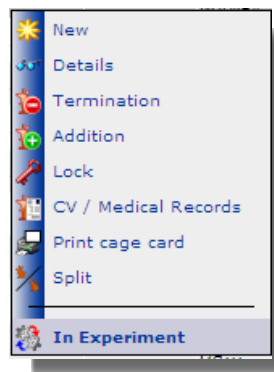 New
Details
Termination
Addition
Lock
CV / Medical Records
Print cage card
Split
In Experiment